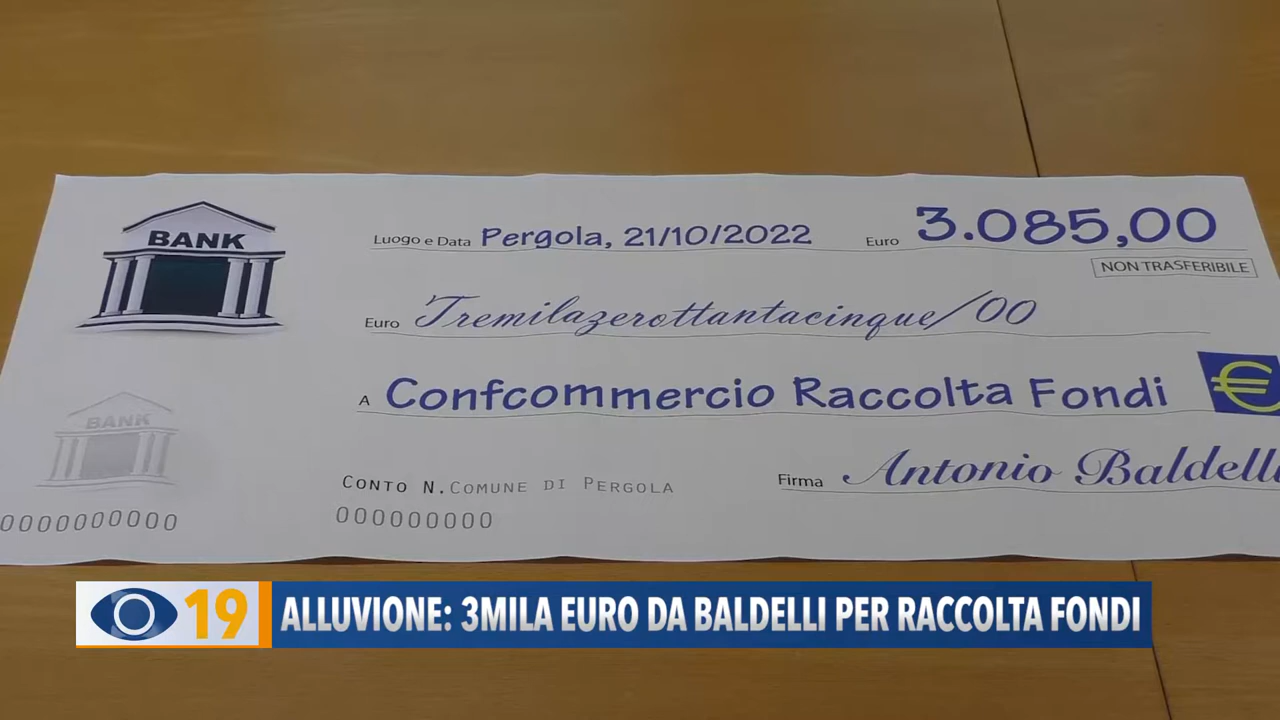 BANK
Luogo e Data Pergola, 21/10/2022 Euro 3.085,00
NON TRASFERIBILE
Euro Tremilazerottantacinque/00
A Confcommercio Raccolta Fondi €
BANK
Firma Antonio Baldelli
CONTO N. COMUNE DI PERGOLA
0000000000 000000000
19 ALLUVIONE: 3MILA EURO DA BALDELLI PER RACCOLTA FONDI